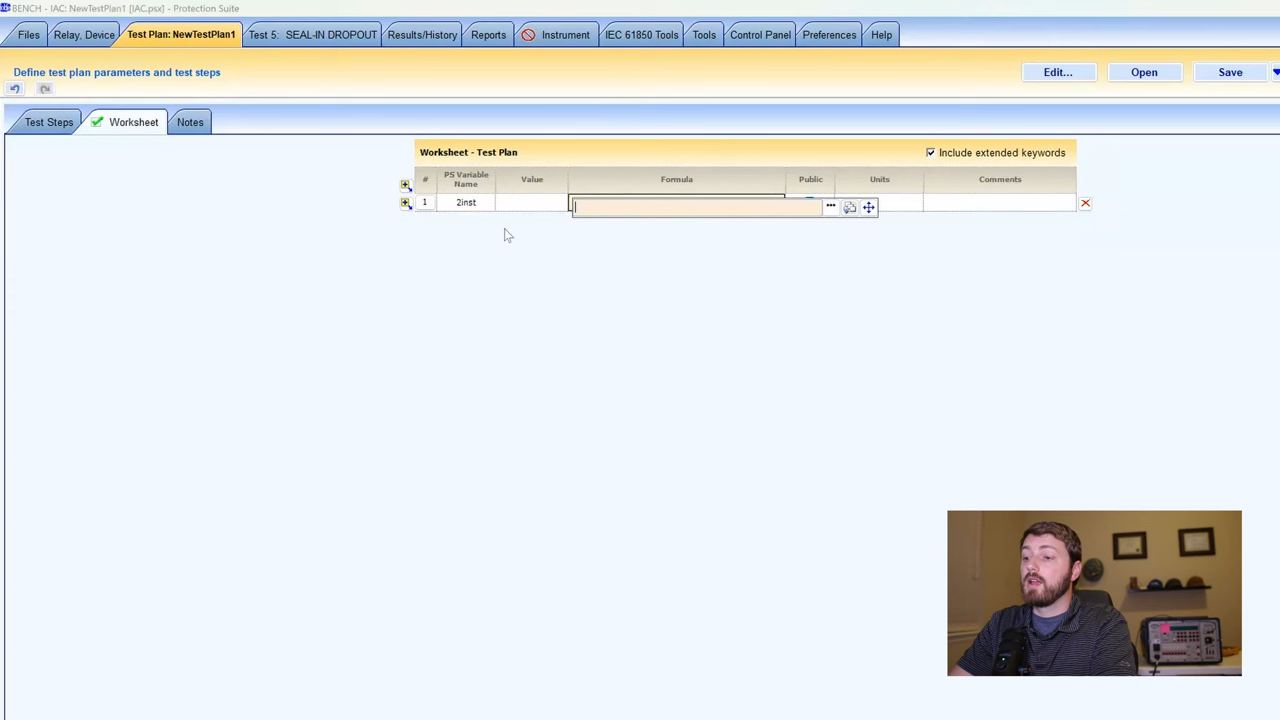 BENCH - IAC: NewTestPlan1 [IAC.psx] - Protection Suite
Files Relay, Device Test Plan: NewTestPlan1 Test 5: SEAL-IN DROPOUT Results/History Reports Instrument IEC 61850 Tools Tools Control Panel Preferences Help
Define test plan parameters and test steps Edit... Open Save
Test Steps Worksheet Notes
Worksheet - Test Plan Include extended keywords
# PS Variable Name Value Formula Public Units Comments
1 2inst